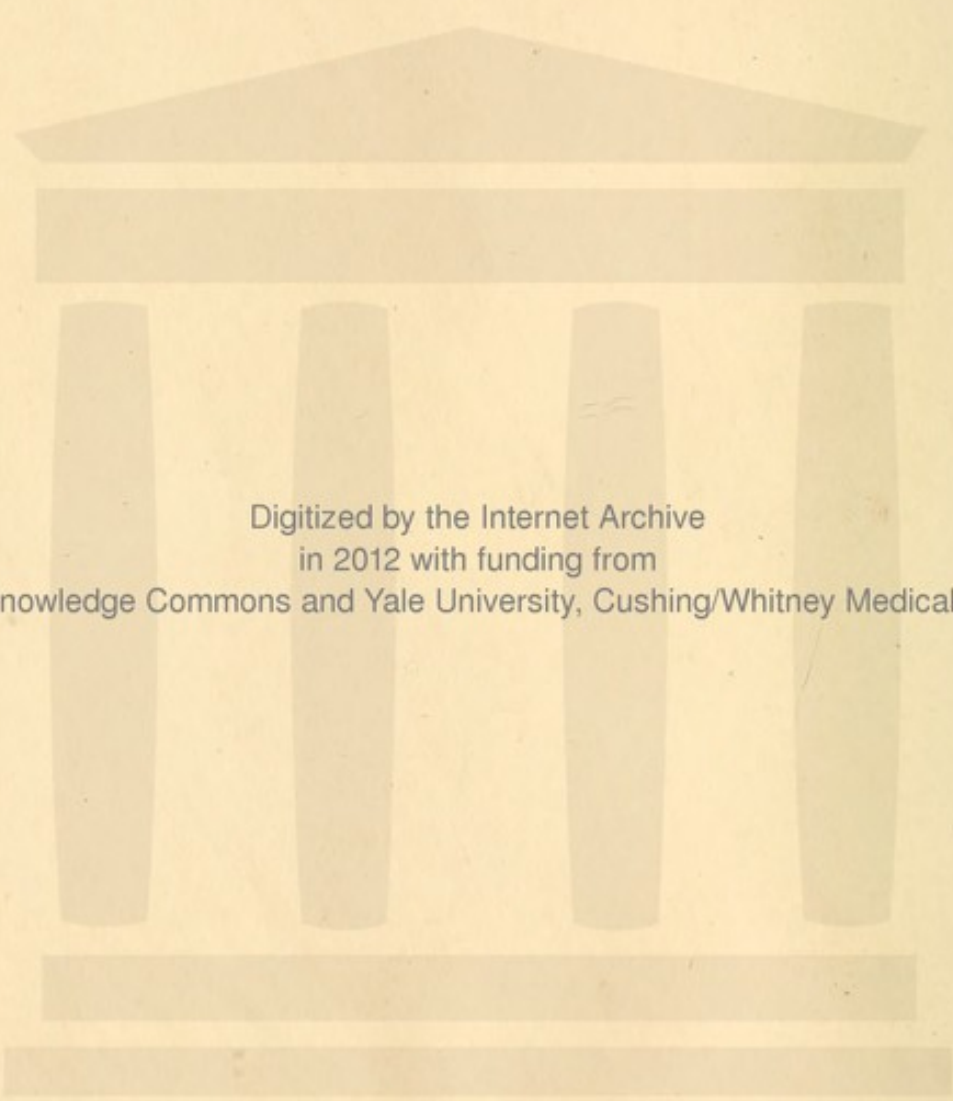 Digitized by the Internet Archive
in 2012 with funding from
nowledge Commons and Yale University, Cushing/Whitney Medical